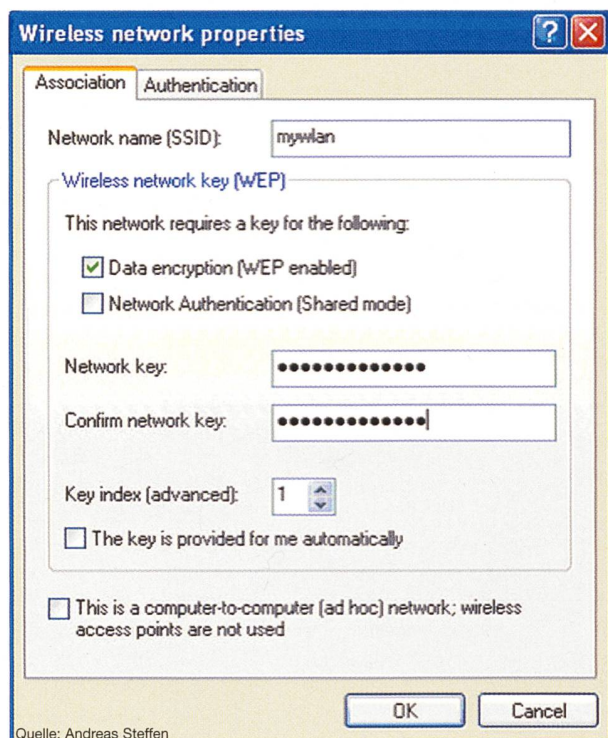 Wireless network properties
Association Authentication
Network name (SSID): mywlan
Wireless network key (WEP)
This network requires a key for the following:
Data encryption (WEP enabled)
Network Authentication (Shared mode)
Network key: •••••••••••••
Confirm network key: •••••••••••••
Key index (advanced): 1
The key is provided for me automatically
This is a computer-to-computer (ad hoc) network; wireless
access points are not used
OK Cancel
Quelle: Andreas Steffen